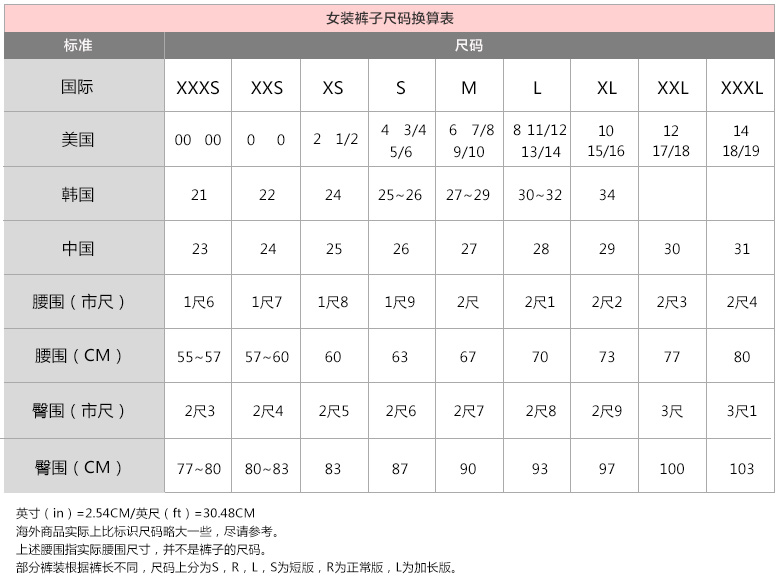 女装裤子尺码换算表
标准 尺码
国际 XXXS XXS XS S M L XL XXL XXXL
美国 00 00 0 0 2 1/2 4 3/4 5/6 6 7/8 9/10 8 11/12 13/14 10 15/16 12 17/18 14 18/19
韩国 21 22 24 25~26 27~29 30~32 34
中国 23 24 25 26 27 28 29 30 31
腰围（市尺） 1尺6 1尺7 1尺8 1尺9 2尺 2尺1 2尺2 2尺3 2尺4
腰围（CM） 55~57 57~60 60 63 67 70 73 77 80
臀围（市尺） 2尺3 2尺4 2尺5 2尺6 2尺7 2尺8 2尺9 3尺 3尺1
臀围（CM） 77~80 80~83 83 87 90 93 97 100 103
英寸（in）=2.54CM/英尺（ft）=30.48CM
海外商品实际上比标识尺码略大一些，尽请参考。
上述腰围指实际腰围尺寸，并不是裤子的尺码。
部分裤装根据裤长不同，尺码上分为S，R，L，S为短版，R为正常版，L为加长版。